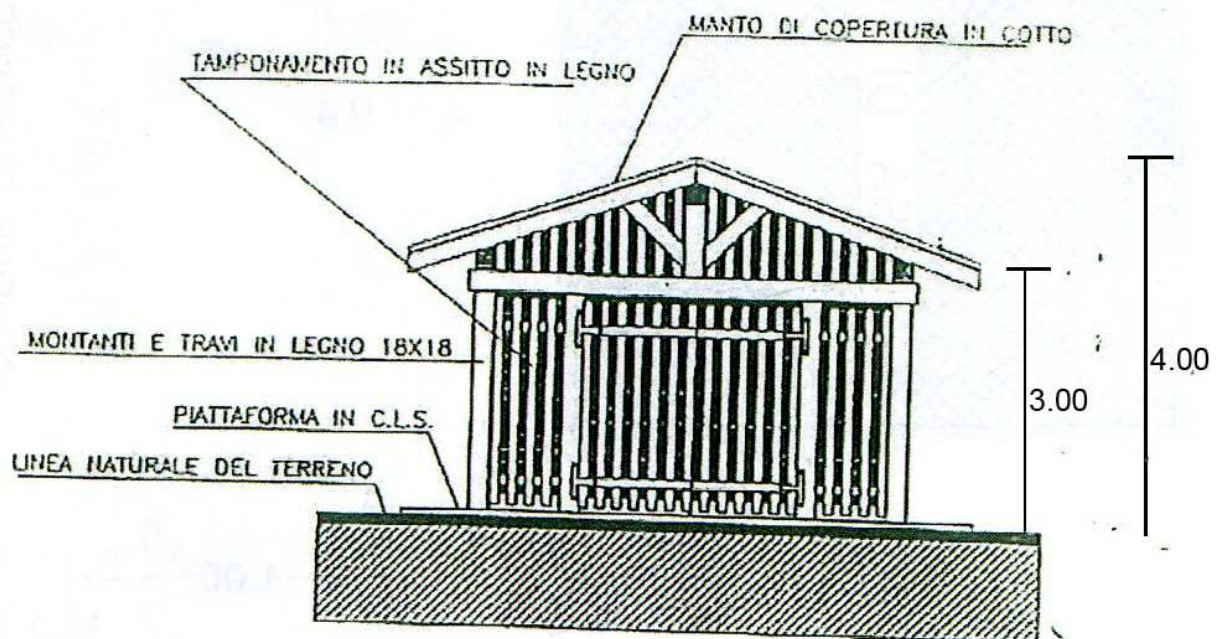 MANTO DI COPERTURA IN COTTO
TAMPONAMENTO IN ASSITTO IN LEGNO
MONTANTI E TRAVI IN LEGNO 18X18
PIATTAFORMA IN C.L.S.
LINEA NATURALE DEL TERRENO
3.00
4.00